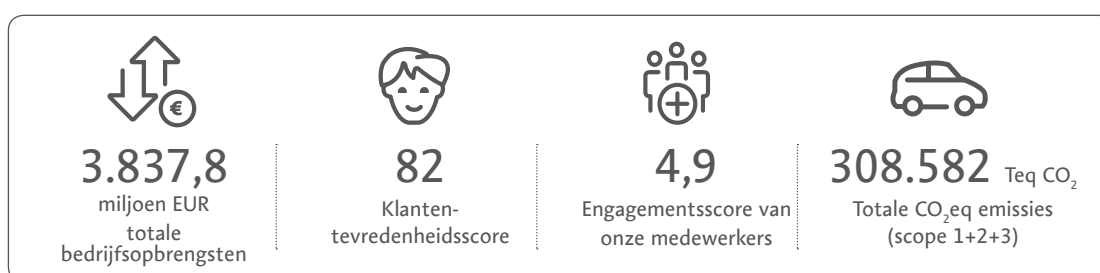 €
3.837,8
miljoen EUR
totale
bedrijfsopbrengsten
82
Klanten-
tevredenheidsscore
4,9
Engagementsscore van
onze medewerkers
308.582 Teq CO₂
Totale CO₂eq emissies
(scope 1+2+3)